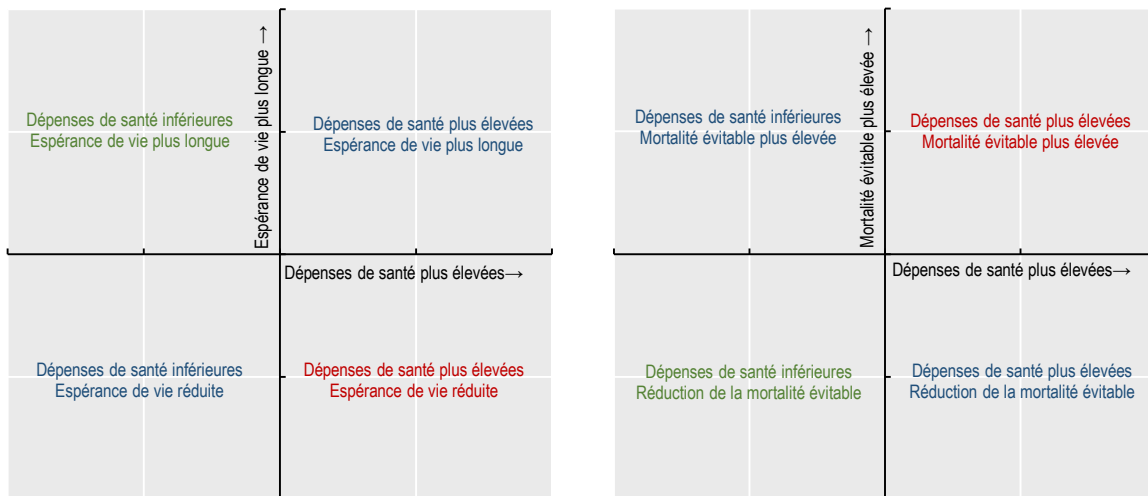 Espérance de vie plus longue →
Dépenses de santé inférieures
Espérance de vie plus longue
Dépenses de santé plus élevées
Espérance de vie plus longue
Dépenses de santé plus élevées→
Dépenses de santé inférieures
Espérance de vie réduite
Dépenses de santé plus élevées
Espérance de vie réduite
Mortalité évitable plus élevée →
Dépenses de santé inférieures
Mortalité évitable plus élevée
Dépenses de santé plus élevées
Mortalité évitable plus élevée
Dépenses de santé plus élevées→
Dépenses de santé inférieures
Réduction de la mortalité évitable
Dépenses de santé plus élevées
Réduction de la mortalité évitable